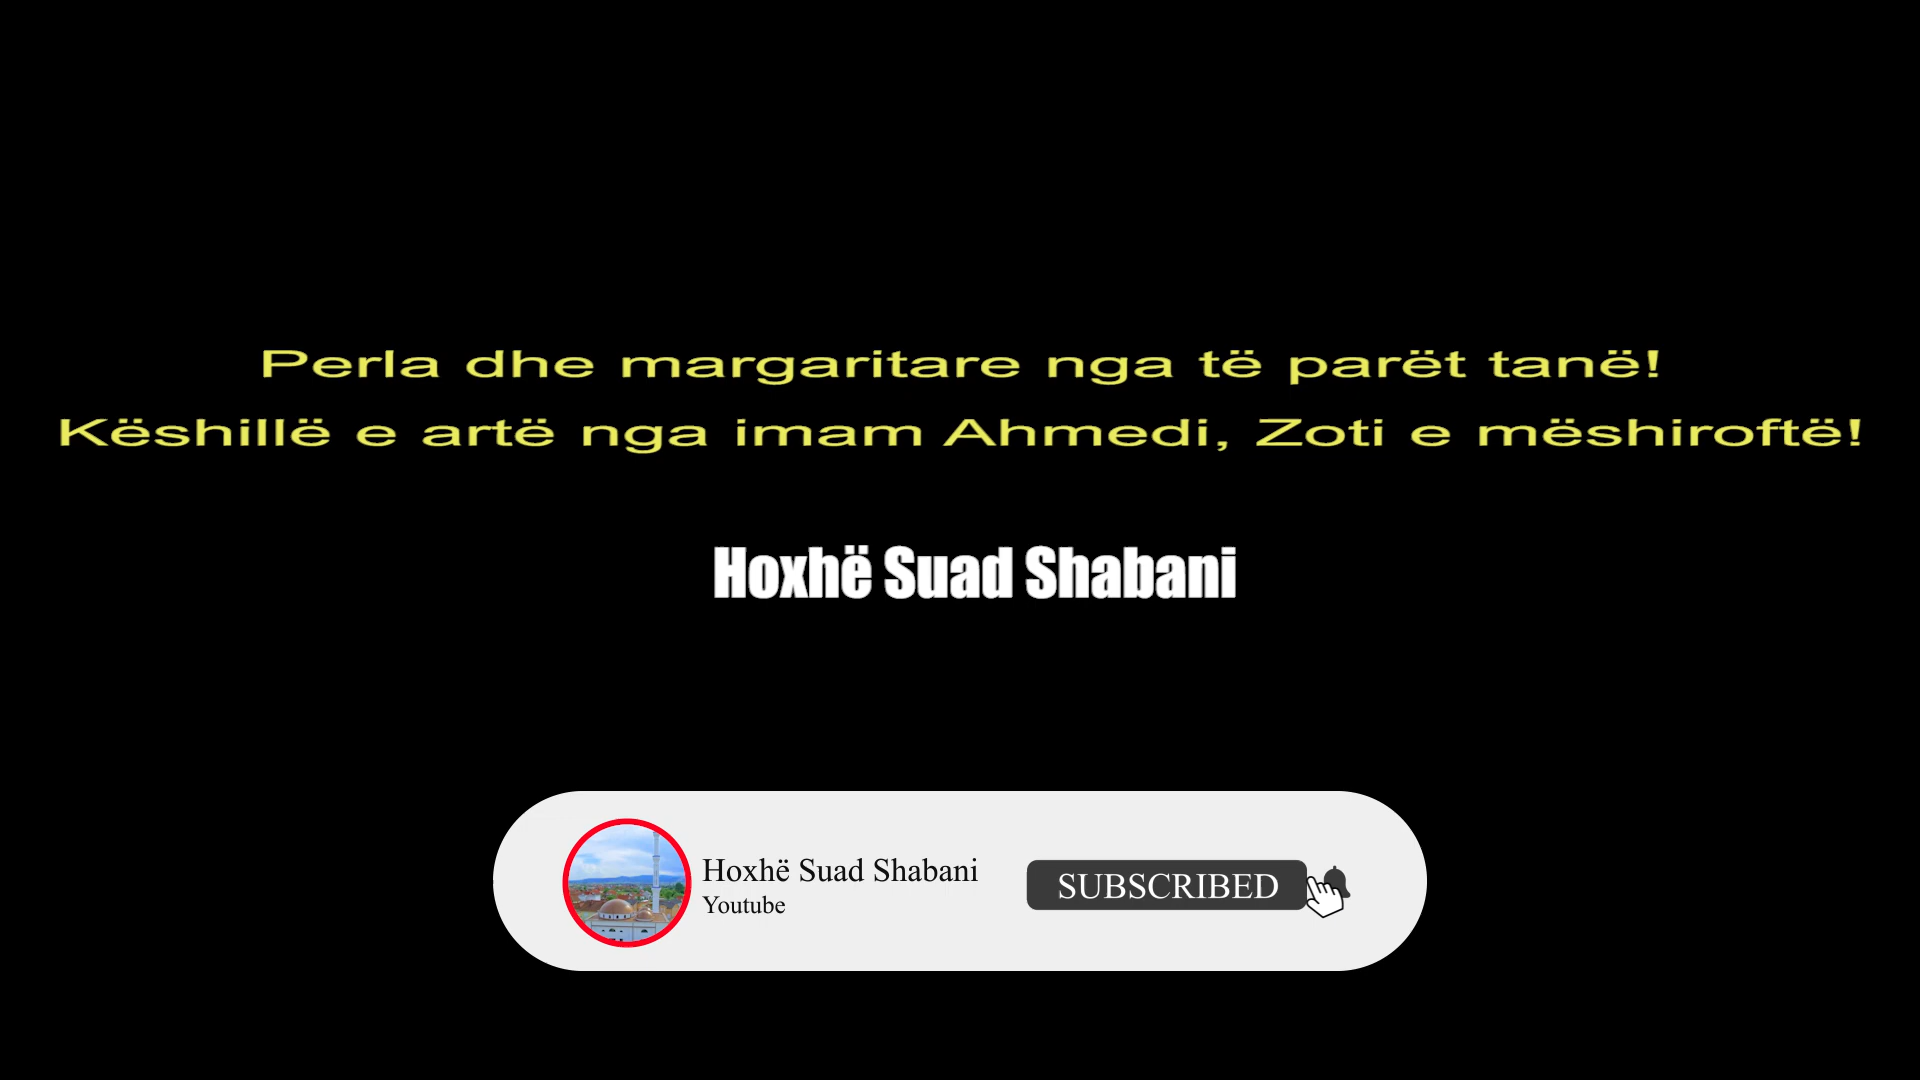 Perla dhe margaritare nga të parët tanë!
Këshillë e artë nga imam Ahmedi, Zoti e mëshiroftë!
Hoxhë Suad Shabani
Hoxhë Suad Shabani
Youtube
SUBSCRIBED